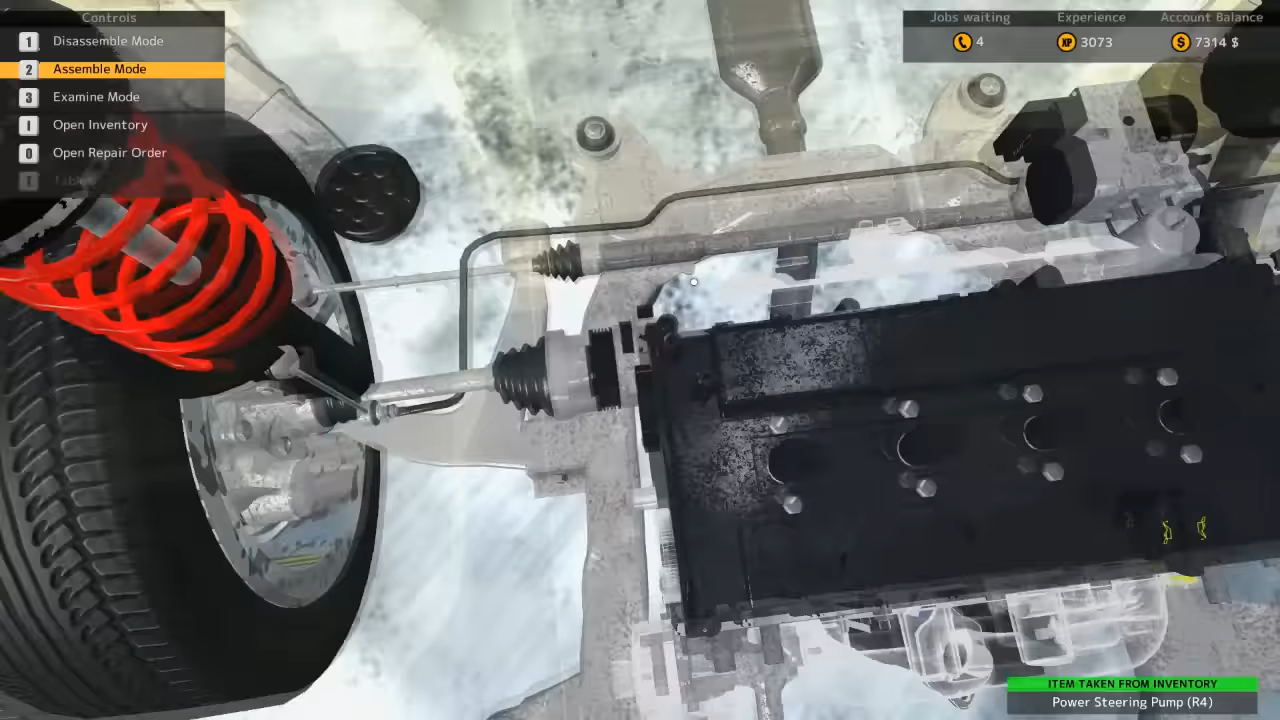 Controls
1 Disassemble Mode
2 Assemble Mode
3 Examine Mode
I Open Inventory
O Open Repair Order
T Tablet
Jobs waiting Experience Account Balance
4 XP 3073 $ 7314 $
ITEM TAKEN FROM INVENTORY
Power Steering Pump (R4)